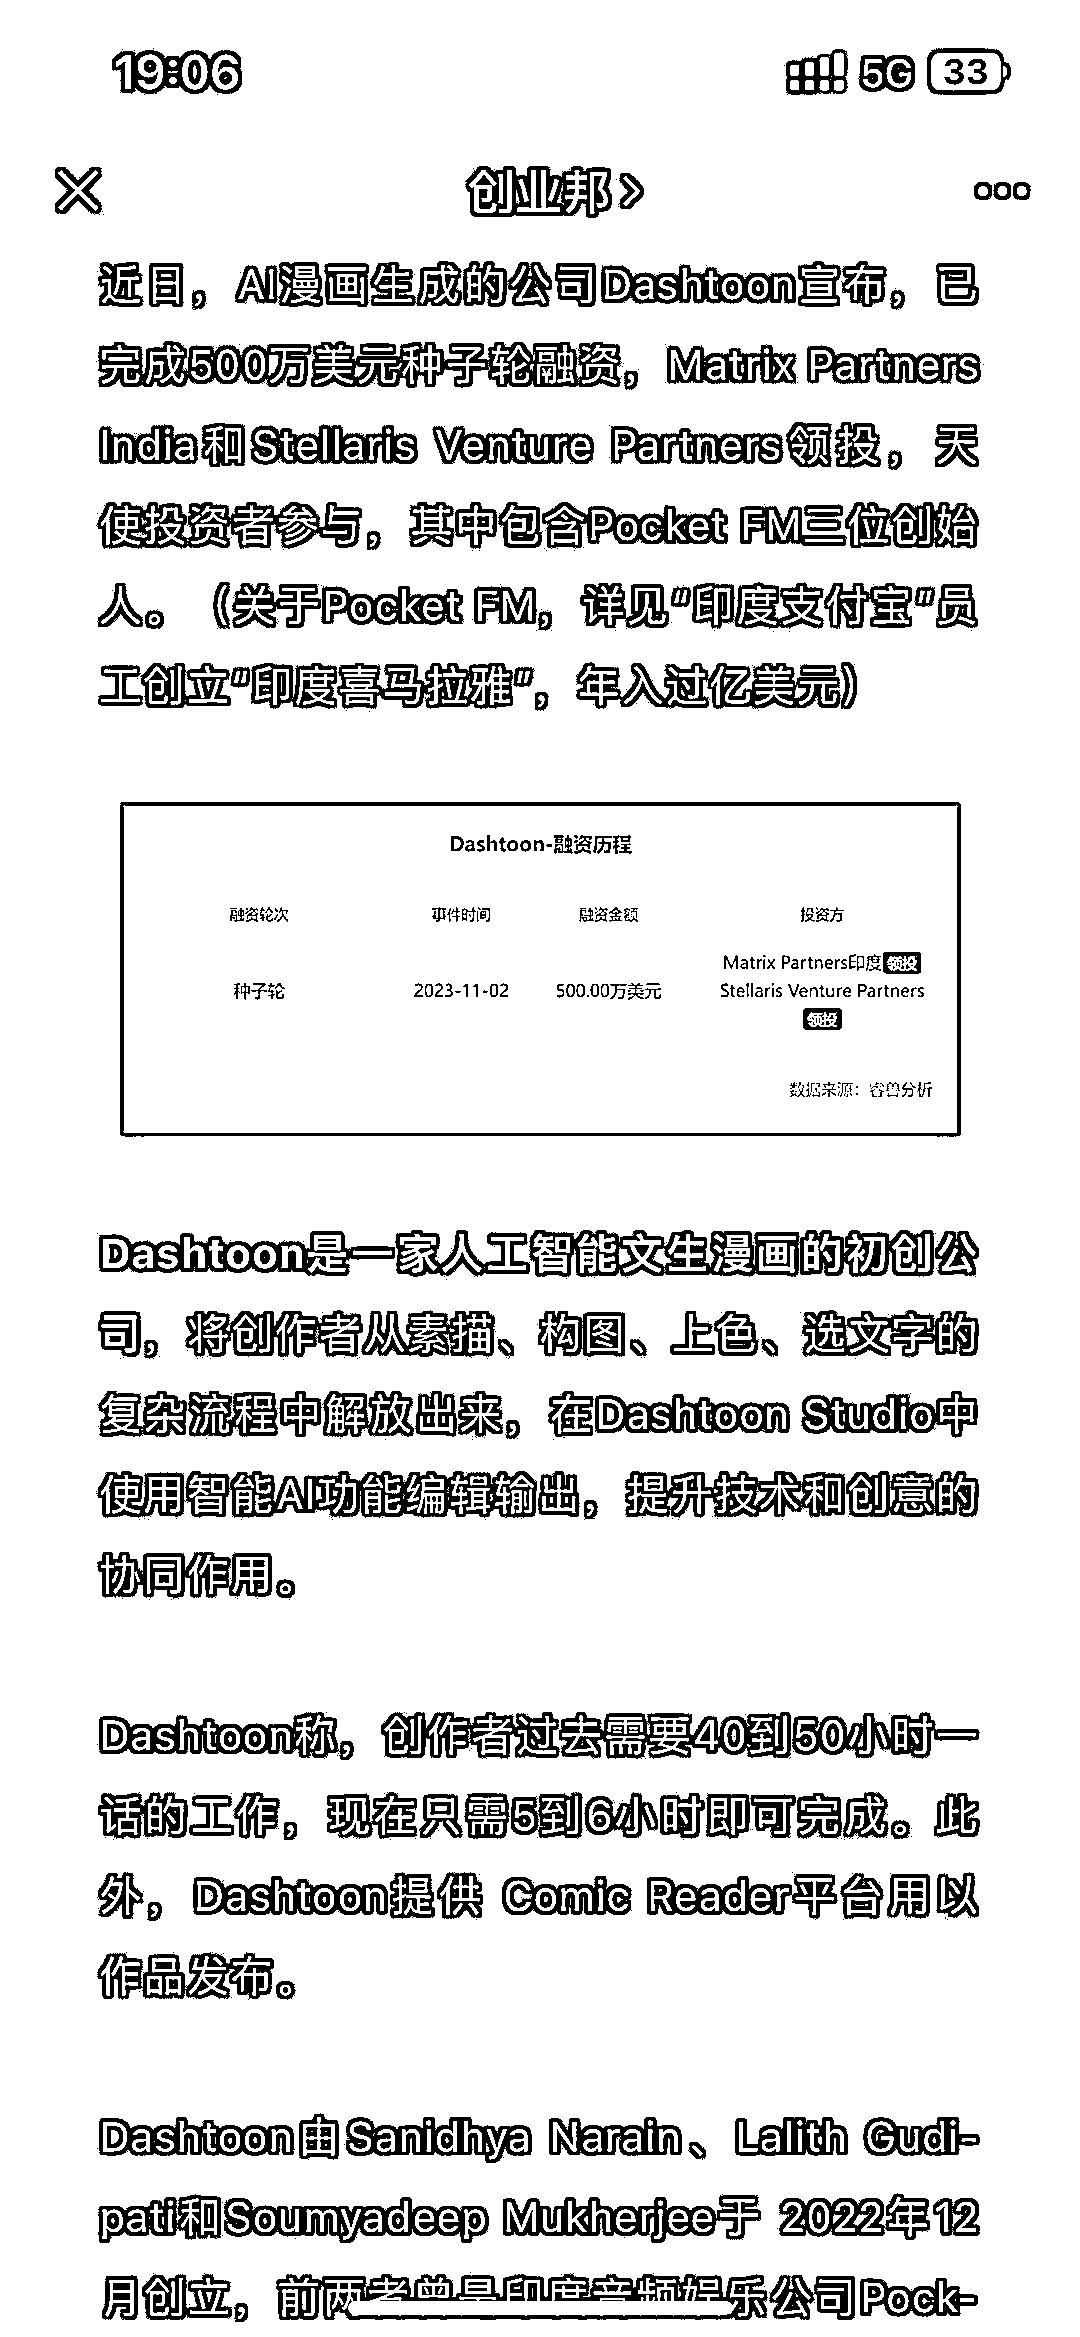 19:06 5G 33
创业邦
近日，AI漫画生成的公司Dashtoon宣布，已
完成500万美元种子轮融资，Matrix Partners
India和Stellaris Venture Partners领投，天
使投资者参与，其中包含Pocket FM三位创始
人。（关于Pocket FM，详见"印度支付宝"员
工创立"印度喜马拉雅"，年入过亿美元）
Dashtoon-融资历程
融资轮次 事件时间 融资金额 投资方
Matrix Partners印度 领投
种子轮 2023-11-02 500.00万美元 Stellaris Venture Partners
领投
数据来源：睿兽分析
Dashtoon是一家人工智能文生漫画的初创公
司，将创作者从素描、构图、上色、选文字的
复杂流程中解放出来，在Dashtoon Studio中
使用智能AI功能编辑输出，提升技术和创意的
协同作用。
Dashtoon称，创作者过去需要40到50小时一
话的工作，现在只需5到6小时即可完成。此
外，Dashtoon提供 Comic Reader平台用以
作品发布。
Dashtoon由Sanidhya Narain、Lalith Gudi-
pati和Soumyadeep Mukherjee于 2022年12
月创立，前两者曾是印度音频娱乐公司Pock-